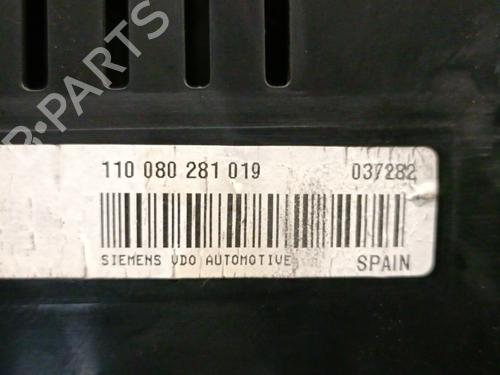 B-PARTS
110 080 281 019 037282
SIEMENS VDO AUTOMOTIVE SPAIN